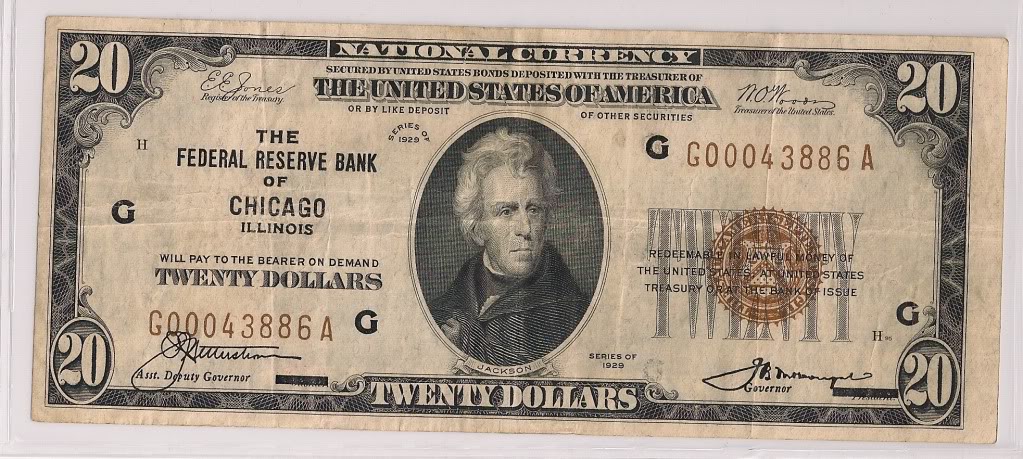 NATIONAL CURRENCY
SECURED BY UNITED STATES BONDS DEPOSITED WITH THE TREASURER OF
THE UNITED STATES OF AMERICA
OR BY LIKE DEPOSIT OF OTHER SECURITIES
20
20
E E Jones
Register of the Treasury
W.O. Woods
Treasurer of the United States.
SERIES OF
1929
H
THE
FEDERAL RESERVE BANK
OF
CHICAGO
ILLINOIS
G
G00043886A
G
WILL PAY TO THE BEARER ON DEMAND
TWENTY DOLLARS
TWENTY
REDEEMABLE IN LAWFUL MONEY OF
THE UNITED STATES AT UNITED STATES
TREASURY OR AT THE BANK OF ISSUE
G00043886A
G
G
H
Asst. Deputy Governor
JACKSON
SERIES OF
1929
Governor
20
TWENTY DOLLARS
20